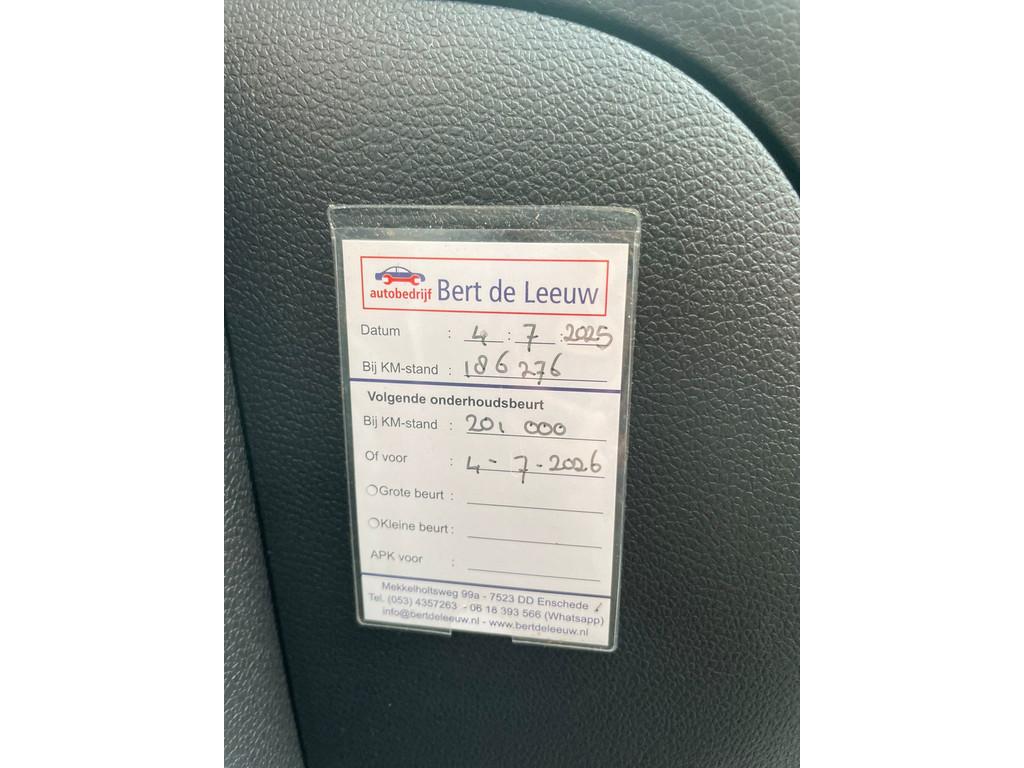 autobedrijf Bert de Leeuw
Datum : 4 : 7 : 2025
Bij KM-stand : 186 276
Volgende onderhoudsbeurt
Bij KM-stand : 201 000
Of voor : 4 - 7 - 2026
Grote beurt :
Kleine beurt :
APK voor :
Mekkelholtsweg 99a - 7523 DD Enschede
Tel. (053) 4357263 - 06 18 393 566 (Whatsapp)
info@bertdeleeuw.nl - www.bertdeleeuw.nl